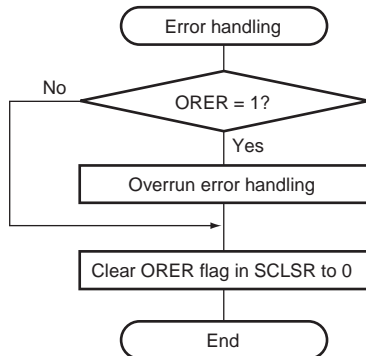 Error handling
No
ORER = 1?
Yes
Overrun error handling
Clear ORER flag in SCLSR to 0
End